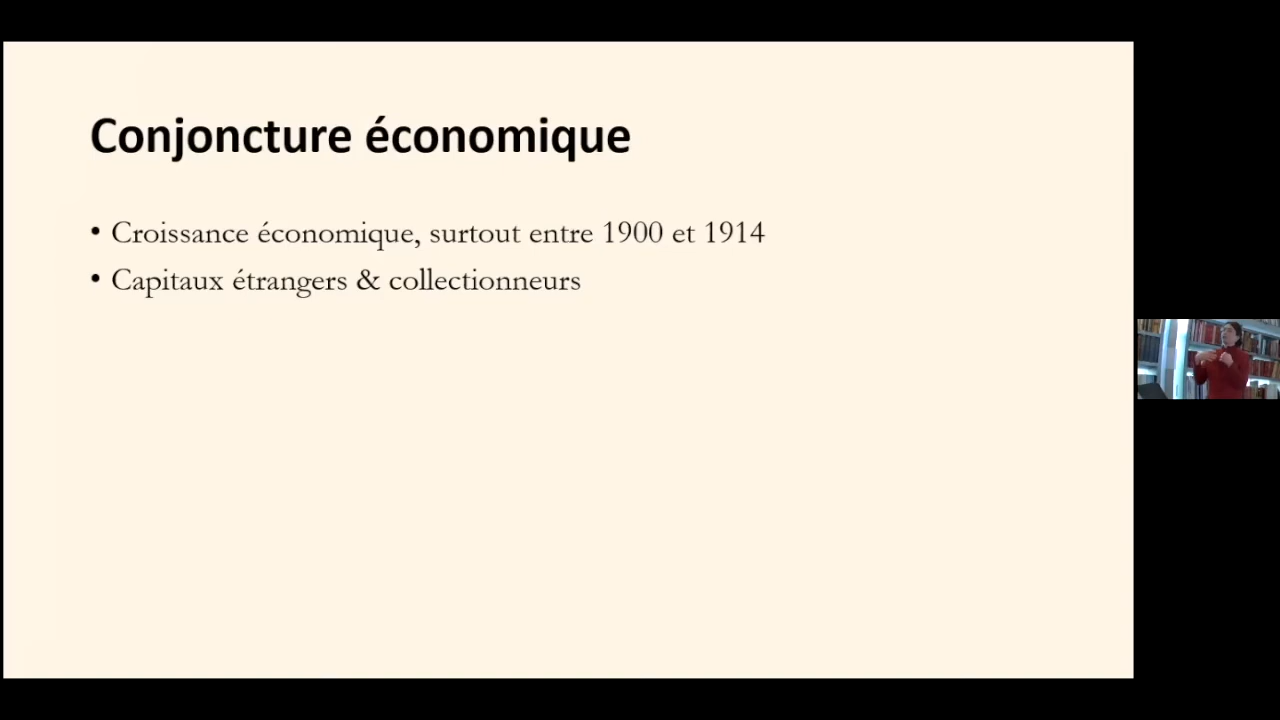 Conjoncture économique
• Croissance économique, surtout entre 1900 et 1914
• Capitaux étrangers & collectionneurs